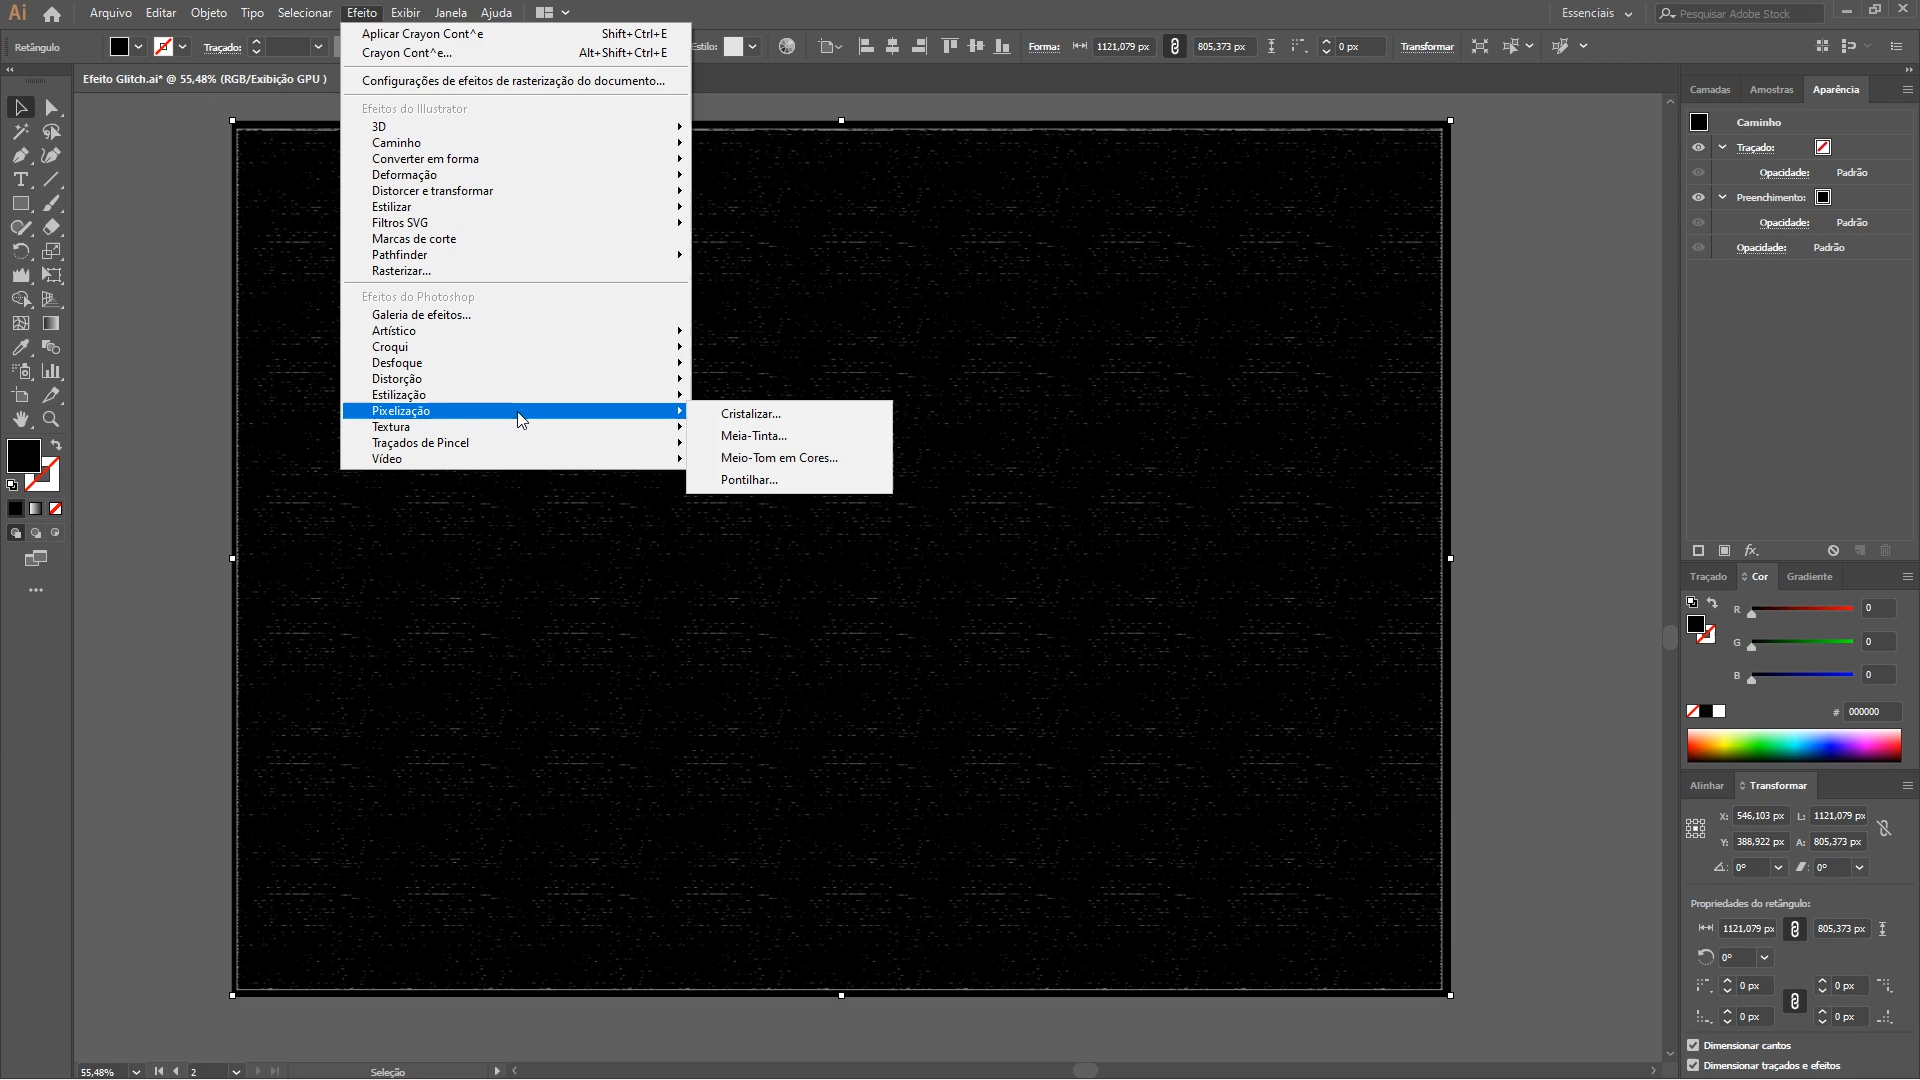 Ai Arquivo Editar Objeto Tipo Selecionar Efeito Exibir Janela Ajuda Essenciais Pesquisar Adobe Stock
Retângulo Traçado: Estilo: Forma: 1121,079 px 805,373 px 0 px Transformar
Efeito Glitch.ai* @ 55,48% (RGB/Exibição GPU )
Aplicar Crayon Cont^e Shift+Ctrl+E
Crayon Cont^e... Alt+Shift+Ctrl+E
Configurações de efeitos de rasterização do documento...
Efeitos do Illustrator
3D
Caminho
Converter em forma
Deformação
Distorcer e transformar
Estilizar
Filtros SVG
Marcas de corte
Pathfinder
Rasterizar...
Efeitos do Photoshop
Galeria de efeitos...
Artístico
Croqui
Desfoque
Distorção
Estilização
Pixelização
Textura
Traçados de Pincel
Vídeo
Cristalizar...
Meia-Tinta...
Meio-Tom em Cores...
Pontilhar...
Camadas Amostras Aparência
Caminho
Traçado:
Opacidade: Padrão
Preenchimento:
Opacidade: Padrão
Opacidade: Padrão
fx.
Traçado Cor Gradiente
R 0
G 0
B 0
# 000000
Alinhar Transformar
X: 546,103 px L: 1121,079 px
Y: 388,922 px A: 805,373 px
0° 0°
Propriedades do retângulo:
1121,079 px 805,373 px
0°
0 px 0 px
0 px 0 px
Dimensionar cantos
Dimensionar traçados e efeitos
55,48% 2 Seleção